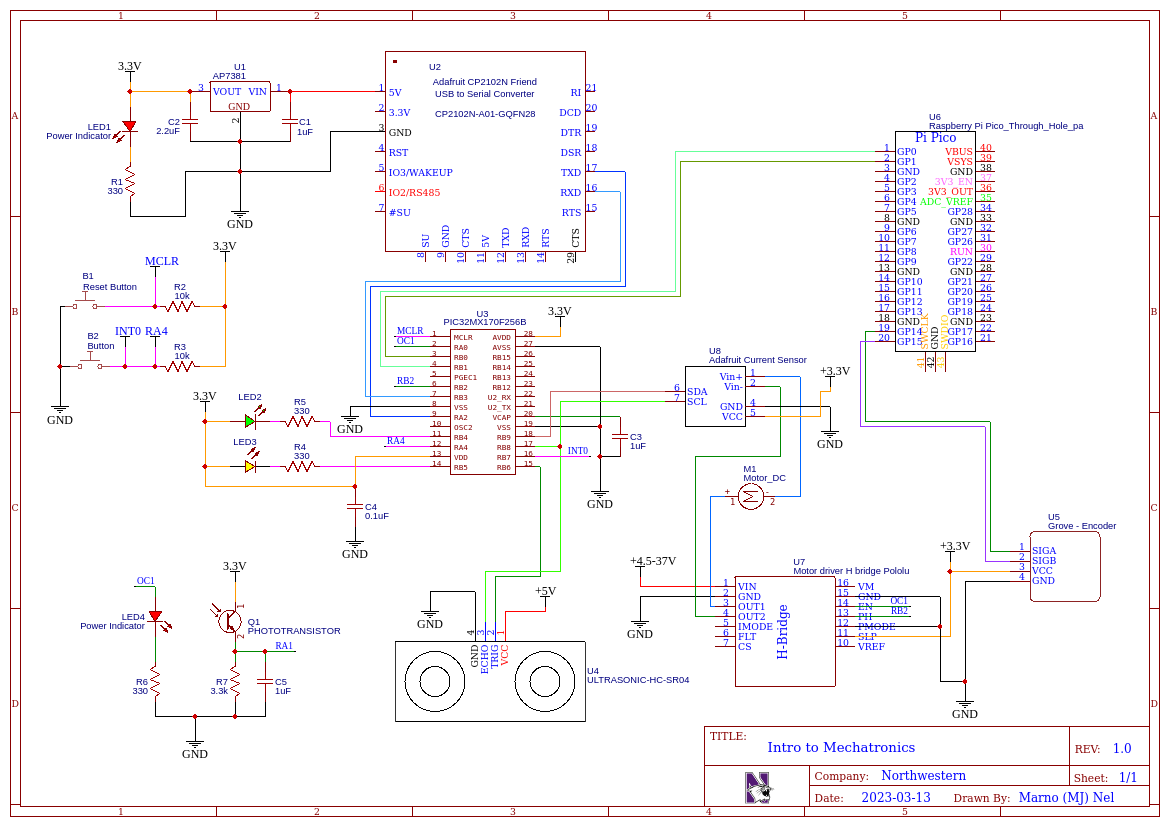 1 2 3 4 5
A
B
C
D
3.3V
U1
AP7381
3 VOUT VIN 1
GND
2
LED1
Power Indicator
C2
2.2uF
C1
1uF
R1
330
GND
U2
Adafruit CP2102N Friend
USB to Serial Converter
CP2102N-A01-GQFN28
1 5V
2 3.3V
3 GND
4 RST
5 IO3/WAKEUP
6 IO2/RS485
7 #SU
RI 21
DCD 20
DTR 19
DSR 18
TXD 17
RXD 16
RTS 15
SU 8
GND 9
CTS 10
5V 11
TXD 12
RXD 13
RTS 14
CTS 29
U6
Raspberry Pi Pico_Through_Hole_pa
Pi Pico
1 GP0
2 GP1
3 GND
4 GP2
5 GP3
6 GP4
7 GP5
8 GND
9 GP6
10 GP7
11 GP8
12 GP9
13 GND
14 GP10
15 GP11
16 GP12
17 GP13
18 GND
19 GP14
20 GP15
VBUS 40
VSYS 39
GND 38
3V3_EN 37
3V3_OUT 36
ADC_VREF 35
GP28 34
GND 33
GP27 32
GP26 31
RUN 30
GP22 29
GND 28
GP21 27
GP20 26
GP19 25
GP18 24
GND 23
GP17 22
GP16 21
SWCLK 41
GND 42
SWDIO 43
3.3V
MCLR
B1
Reset Button
R2
10k
INT0 RA4
B2
Button
R3
10k
GND
3.3V
LED2
R5
330
LED3
R4
330
GND
C4
0.1uF
GND
U3
PIC32MX170F256B
MCLR
OC1
RB2
RA4
1 MCLR
2 RA0
3 RB0
4 RB1
5 PGEC1
6 RB2
7 RB3
8 VSS
9 RA2
10 OSC2
11 RB4
12 RA4
13 VDD
14 RB5
AVDD 28
AVSS 27
RB15 26
RB14 25
RB13 24
RB12 23
U2_RX 22
U2_TX 21
VCAP 20
VSS 19
RB9 18
RB8 17
RB7 16
RB6 15
3.3V
C3
1uF
INT0
GND
U8
Adafruit Current Sensor
6 SDA
7 SCL
Vin+ 1
Vin- 2
GND 4
VCC 5
+3.3V
GND
M1
Motor_DC
+ -
1 2
+4.5-37V
GND
U7
Motor driver H bridge Pololu
H-Bridge
1 VIN
2 GND
3 OUT1
4 OUT2
5 IMODE
6 FLT
7 CS
16 VM
15 GND
14 EN
13 PH
12 PMODE
11 SLP
10 VREF
OC1
RB2
+3.3V
GND
U5
Grove - Encoder
1 SIGA
2 SIGB
3 VCC
4 GND
OC1
LED4
Power Indicator
R6
330
3.3V
1
Q1
PHOTOTRANSISTOR
2
RA1
R7
3.3k
C5
1uF
GND
GND
+5V
4 3 2 1
GND
ECHO
TRIG
VCC
U4
ULTRASONIC-HC-SR04
TITLE:
Intro to Mechatronics
REV: 1.0
Company: Northwestern
Sheet: 1/1
Date: 2023-03-13 Drawn By: Marno (MJ) Nel
N
A
B
C
D
1 2 3 4 5